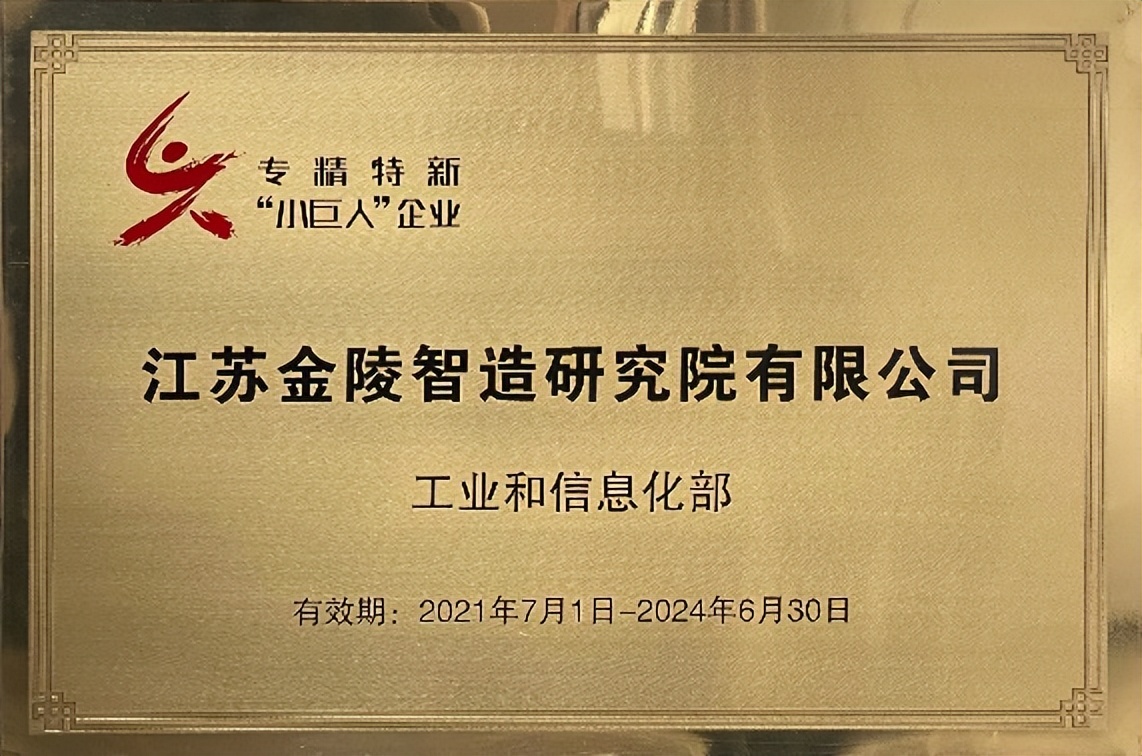 专精特新
“小巨人”企业
江苏金陵智造研究院有限公司
工业和信息化部
有效期：2021年7月1日-2024年6月30日